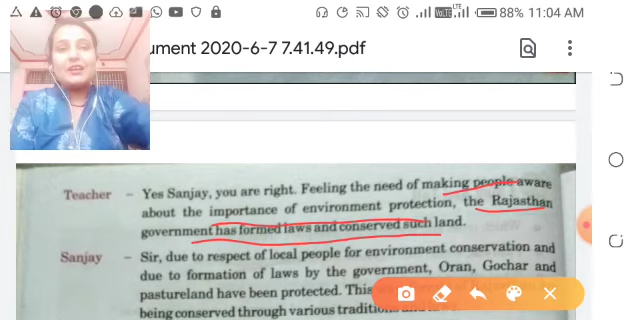 88% 11:04 AM
ument 2020-6-7 7.41.49.pdf
Teacher – Yes Sanjay, you are right. Feeling the need of making people aware
about the importance of environment protection, the Rajasthan
government has formed laws and conserved such land.
Sanjay – Sir, due to respect of local people for environment conservation and
due to formation of laws by the government, Oran, Gochar and
pastureland have been protected. This
being conserved through various